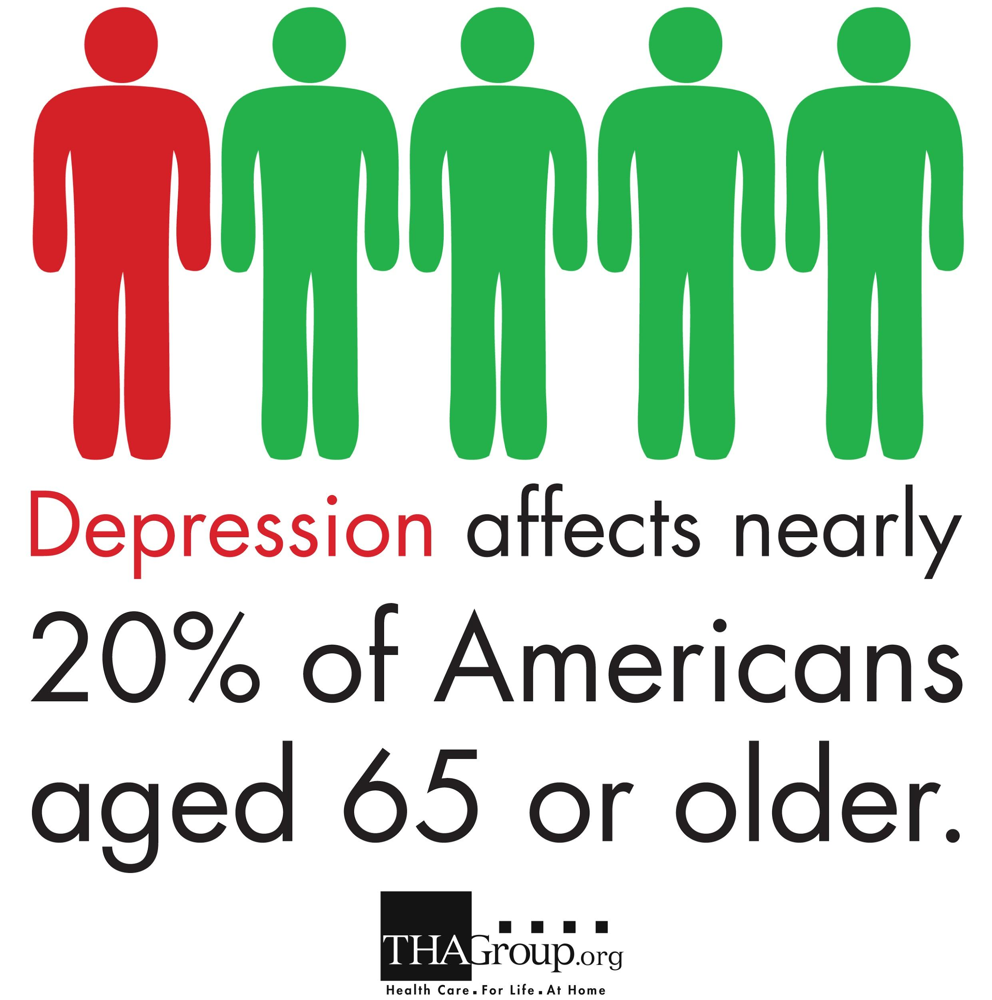 Depression affects nearly
20% of Americans
aged 65 or older.
THAGroup.org
Health Care▪For Life▪At Home